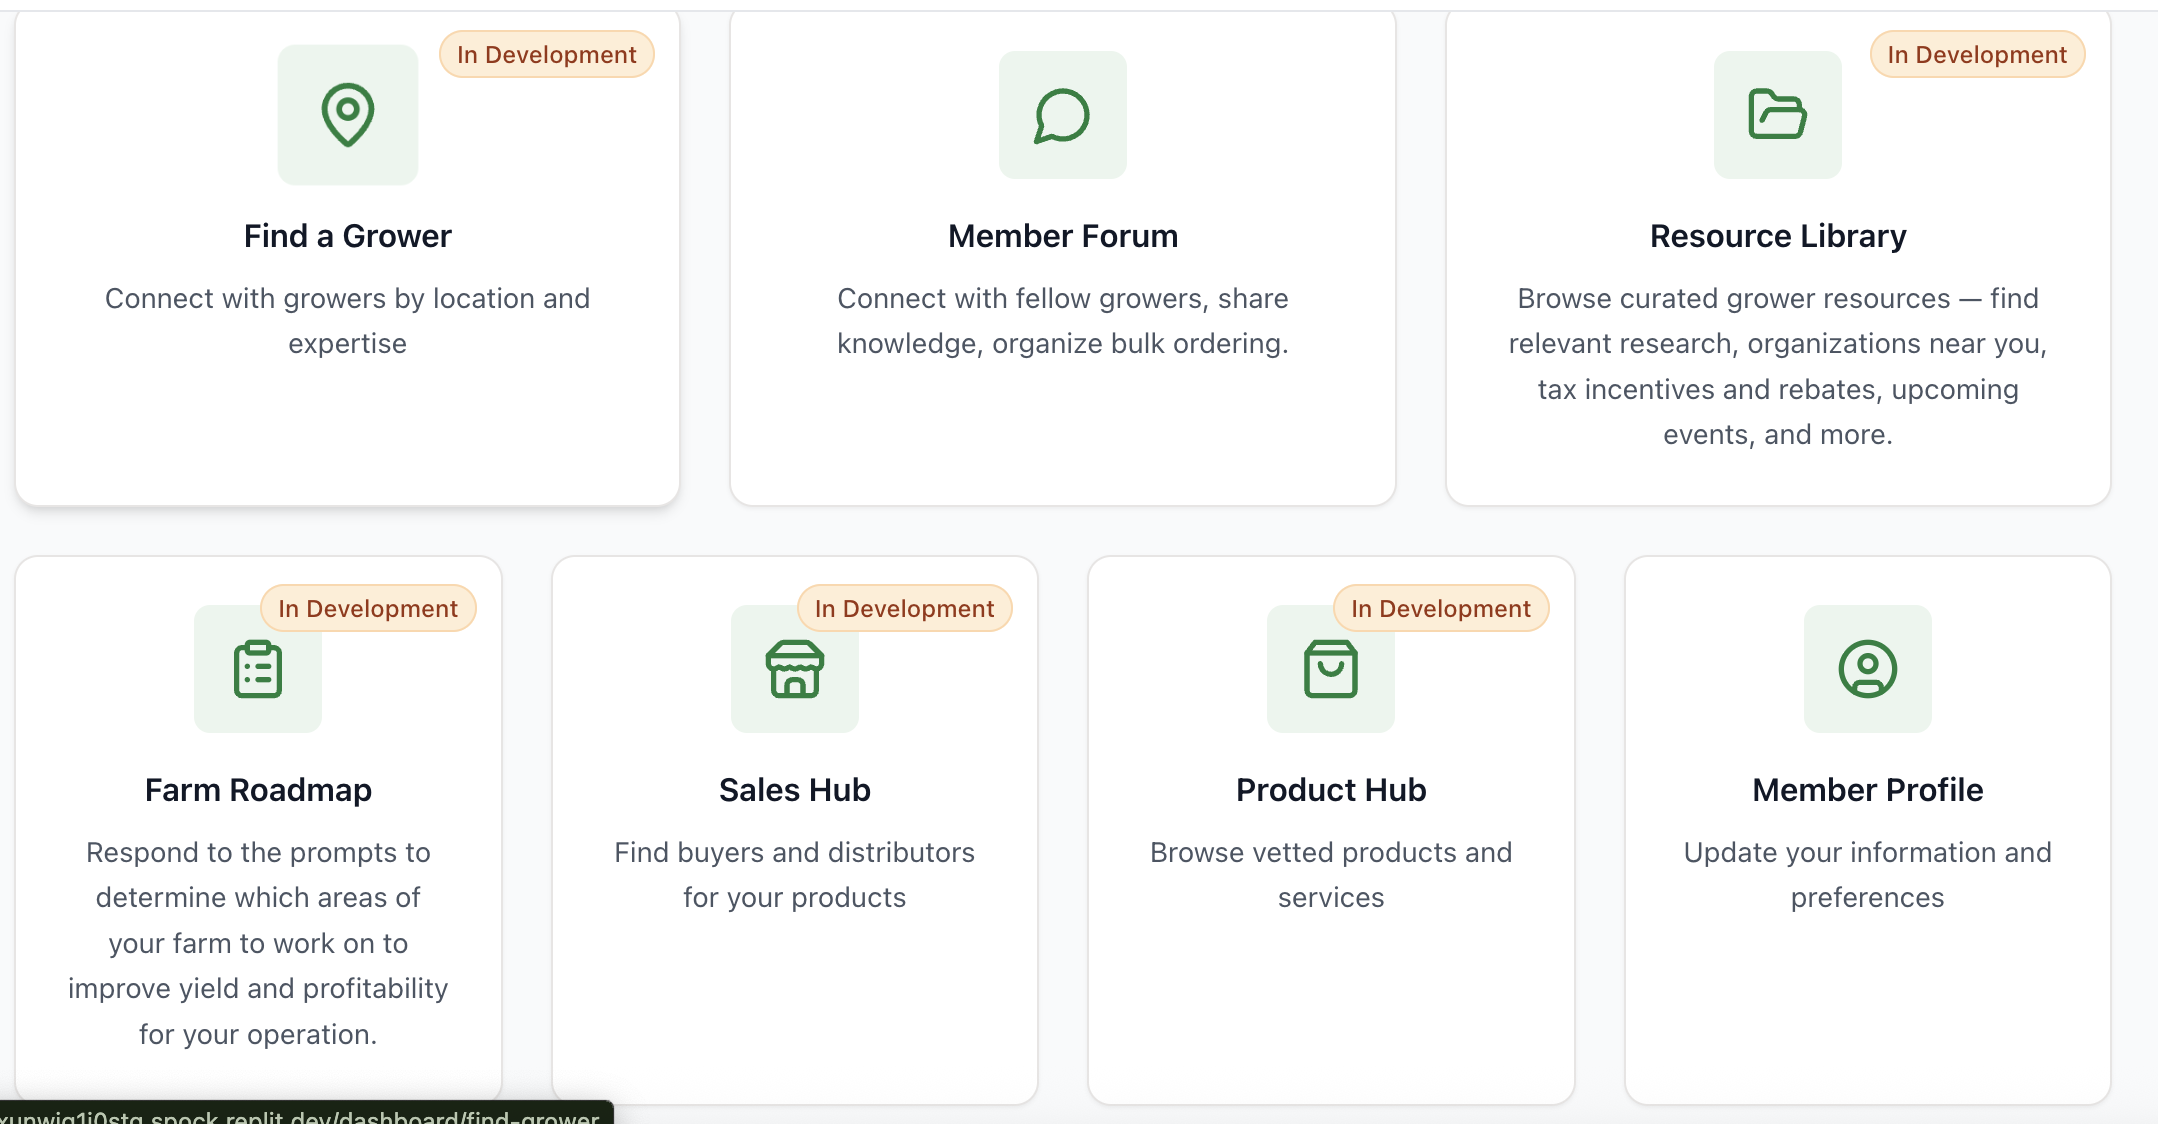 In Development
Find a Grower
Connect with growers by location and
expertise
Member Forum
Connect with fellow growers, share
knowledge, organize bulk ordering.
In Development
Resource Library
Browse curated grower resources — find
relevant research, organizations near you,
tax incentives and rebates, upcoming
events, and more.
In Development
Farm Roadmap
Respond to the prompts to
determine which areas of
your farm to work on to
improve yield and profitability
for your operation.
In Development
Sales Hub
Find buyers and distributors
for your products
In Development
Product Hub
Browse vetted products and
services
Member Profile
Update your information and
preferences
spock.replit.dev/dashboard/find-grower